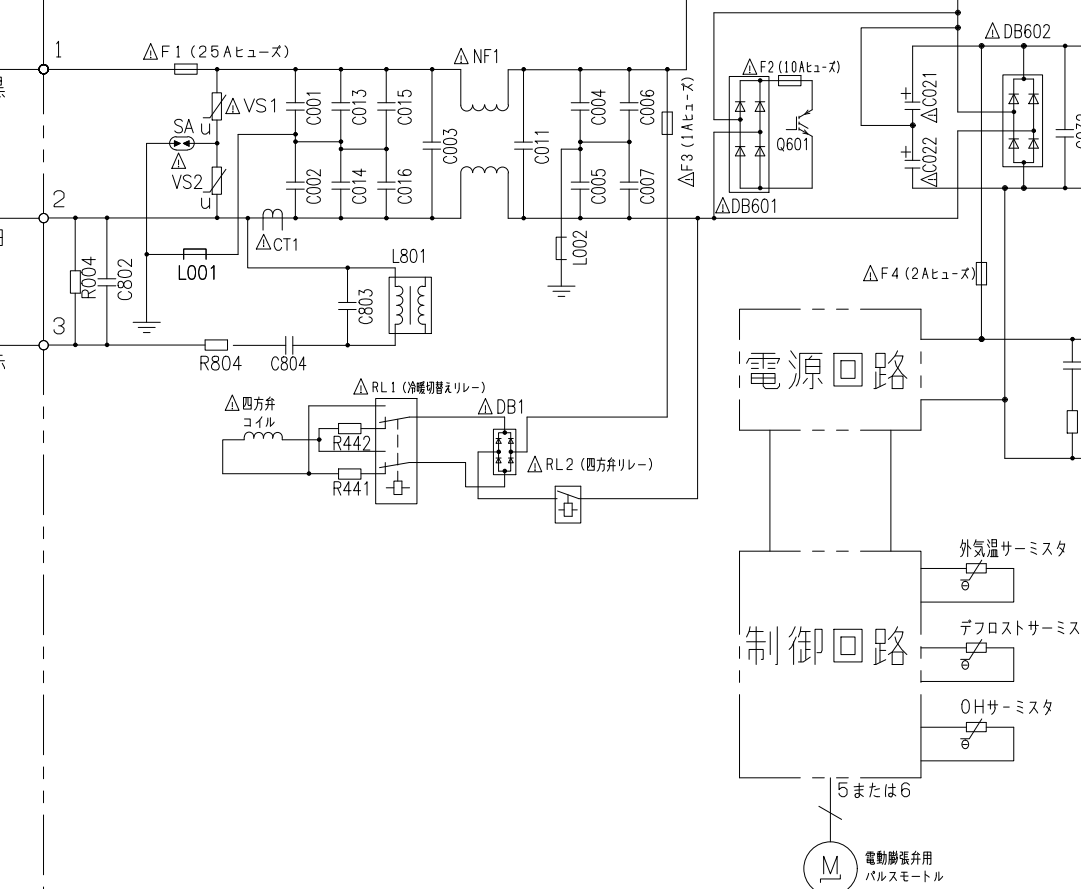 1
⚠F1(25Aヒューズ)
⚠NF1
⚠DB602
⚠F2(10Aヒューズ)
⚠VS1
SA
u
⚠
VS2
u
C001
C013
C015
C003
C011
C004
C006
⚠F3(1Aヒューズ)
Q601
+
⚠C021
+
⚠C022
C002
C014
C016
C005
C007
⚠DB601
2
⚠CT1
R004
C802
L001
L801
L002
C803
⚠F4(2Aヒューズ)
3
R804
C804
電源回路
⚠RL1(冷暖切替えリレー)
⚠四方弁
コイル
⚠DB1
R442
⚠RL2(四方弁リレー)
R441
外気温サーミスタ
θ
デフロストサーミス
θ
制御回路
OHサーミスタ
θ
5または6
M
電動膨張弁用
パルスモートル